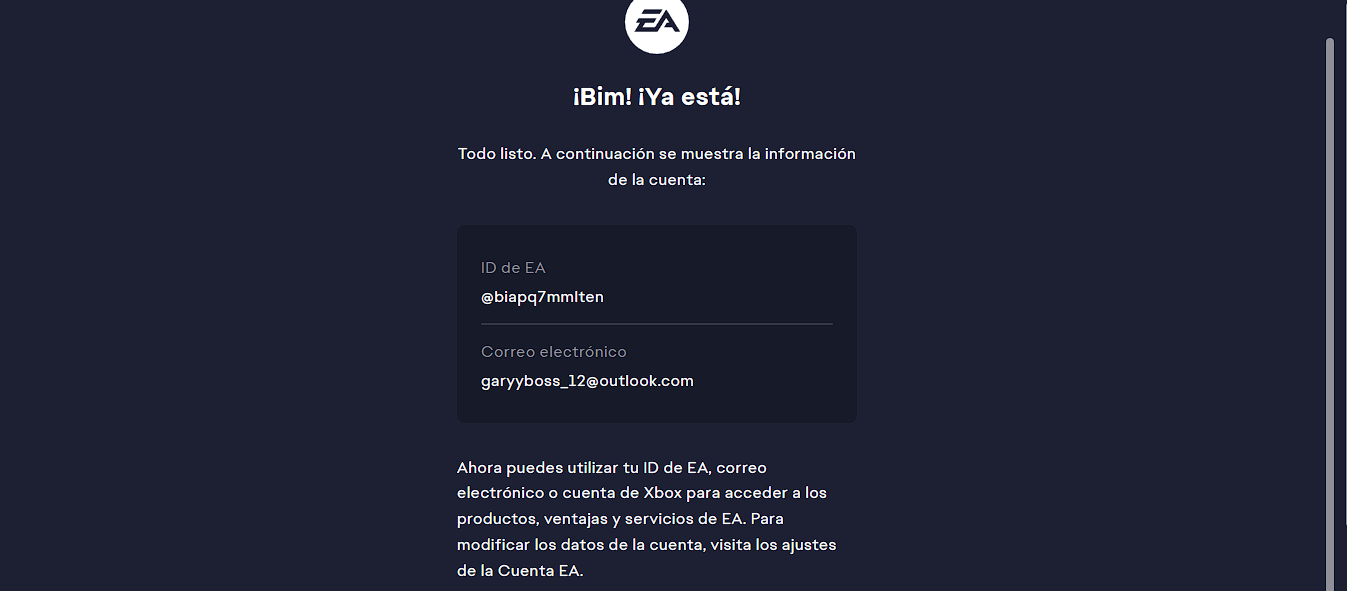 EA
¡Bim! ¡Ya está!
Todo listo. A continuación se muestra la información
de la cuenta:
ID de EA
@biapq7mmlten
Correo electrónico
garyyboss_12@outlook.com
Ahora puedes utilizar tu ID de EA, correo
electrónico o cuenta de Xbox para acceder a los
productos, ventajas y servicios de EA. Para
modificar los datos de la cuenta, visita los ajustes
de la Cuenta EA.